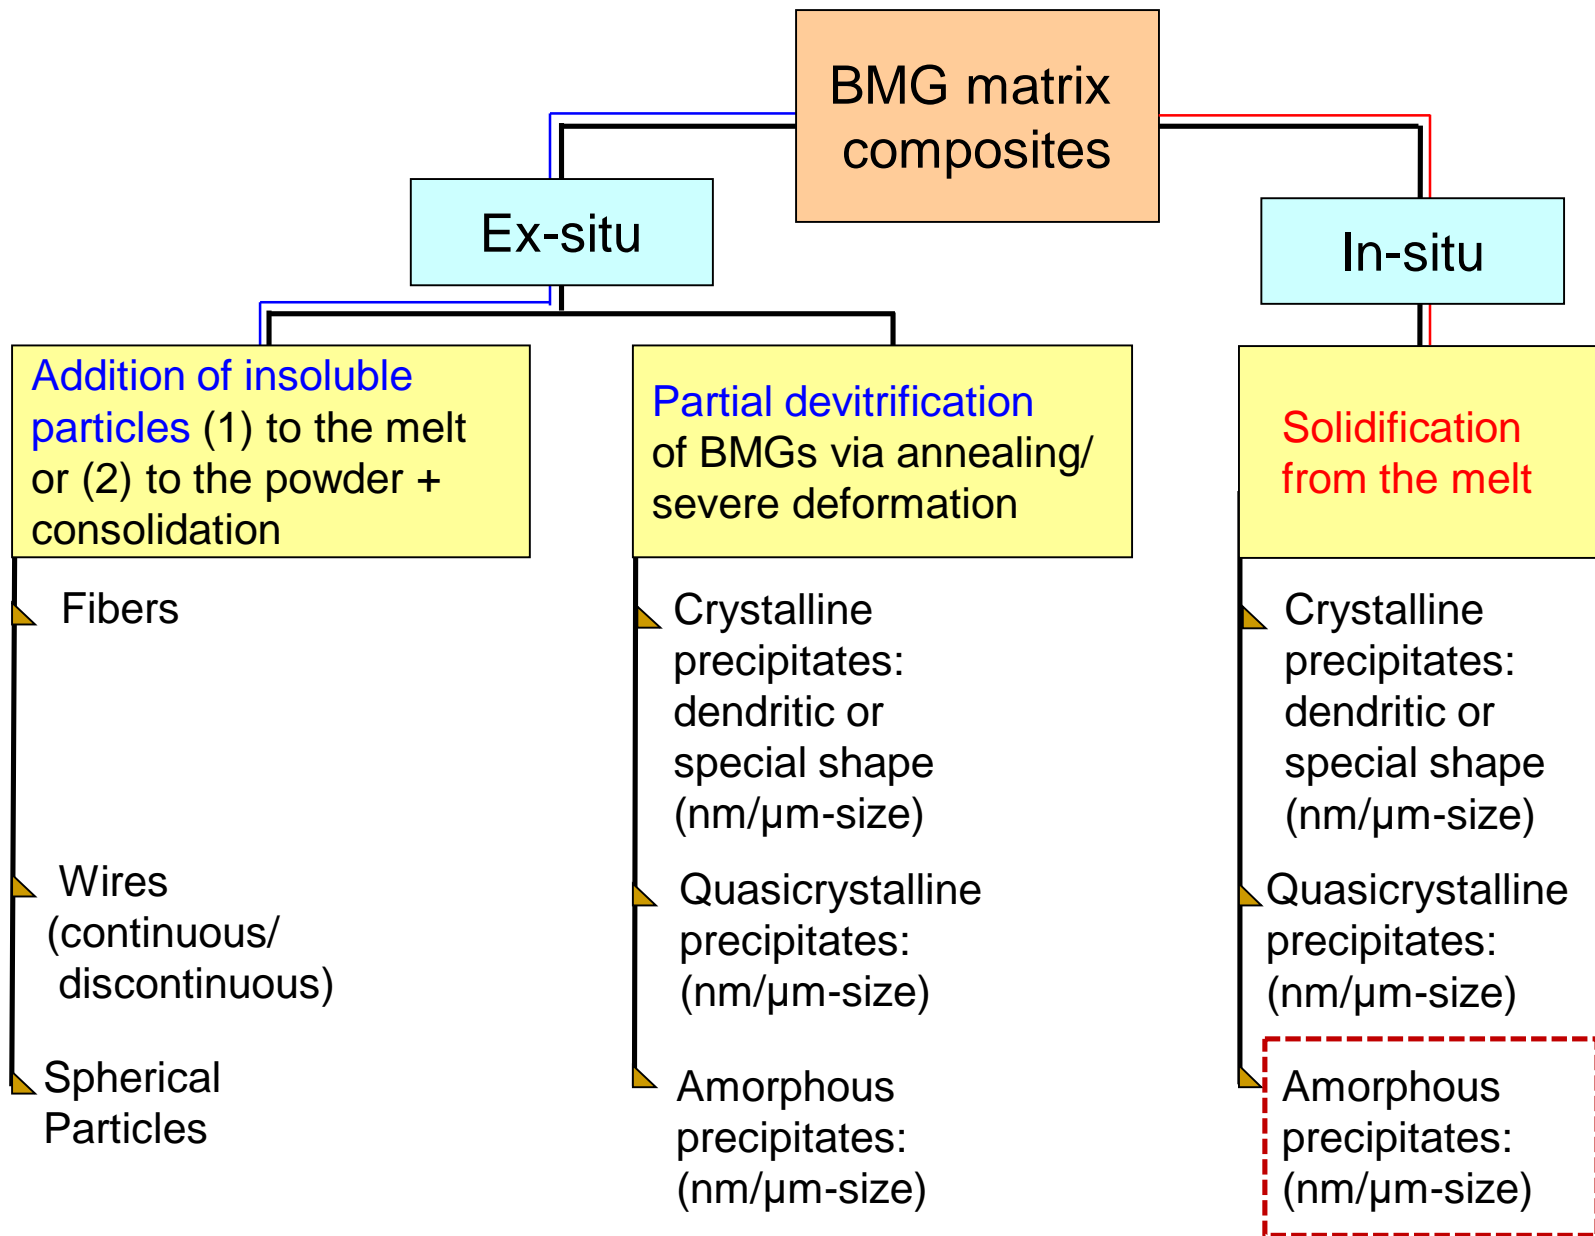 BMG matrix
composites
Ex-situ
In-situ
Addition of insoluble
particles (1) to the melt
or (2) to the powder +
consolidation
Fibers
Wires
(continuous/
discontinuous)
Spherical
Particles
Partial devitrification
of BMGs via annealing/
severe deformation
Crystalline
precipitates:
dendritic or
special shape
(nm/μm-size)
Quasicrystalline
precipitates:
(nm/μm-size)
Amorphous
precipitates:
(nm/μm-size)
Solidification
from the melt
Crystalline
precipitates:
dendritic or
special shape
(nm/μm-size)
Quasicrystalline
precipitates:
(nm/μm-size)
Amorphous
precipitates:
(nm/μm-size)